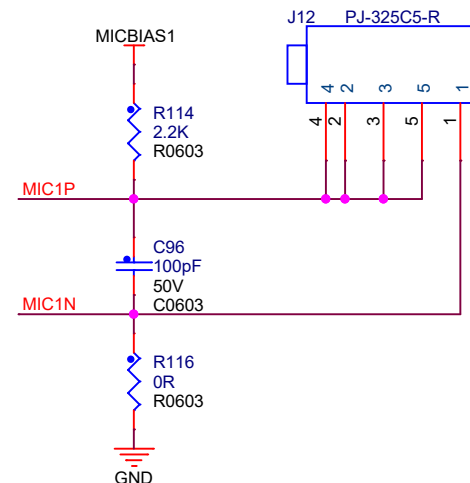 J12 PJ-325C5-R
MICBIAS1
4 2 3 5 1
4 2 3 5 1
R114
2.2K
R0603
MIC1P
C96
100pF
50V
C0603
MIC1N
R116
0R
R0603
GND